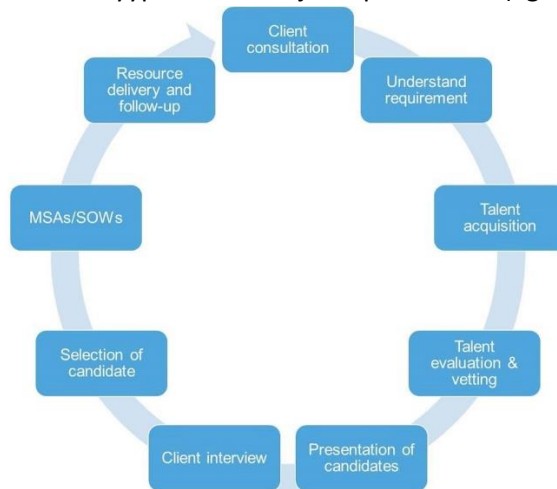 Client
consultation
Understand
requirement
Talent
acquisition
Talent
evaluation &
vetting
Presentation of
candidates
Client interview
Selection of
candidate
MSAs/SOWs
Resource
delivery and
follow-up